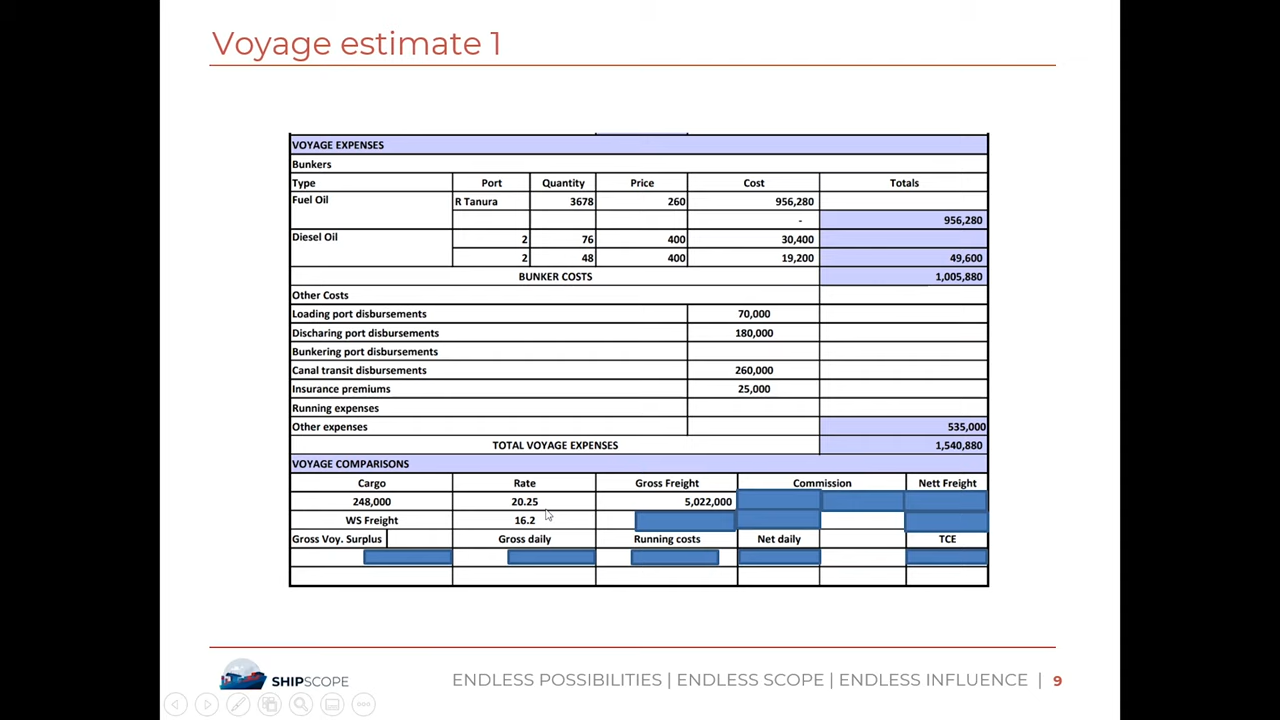 Voyage estimate 1
VOYAGE EXPENSES
Bunkers
Type Port Quantity Price Cost Totals
Fuel Oil R Tanura 3678 260 956,280
- 956,280
Diesel Oil 2 76 400 30,400
2 48 400 19,200 49,600
BUNKER COSTS 1,005,880
Other Costs
Loading port disbursements 70,000
Discharing port disbursements 180,000
Bunkering port disbursements
Canal transit disbursements 260,000
Insurance premiums 25,000
Running expenses
Other expenses 535,000
TOTAL VOYAGE EXPENSES 1,540,880
VOYAGE COMPARISONS
Cargo Rate Gross Freight Commission Nett Freight
248,000 20.25 5,022,000
WS Freight 16.2
Gross Voy. Surplus Gross daily Running costs Net daily TCE
SHIPSCOPE ENDLESS POSSIBILITIES | ENDLESS SCOPE | ENDLESS INFLUENCE | 9